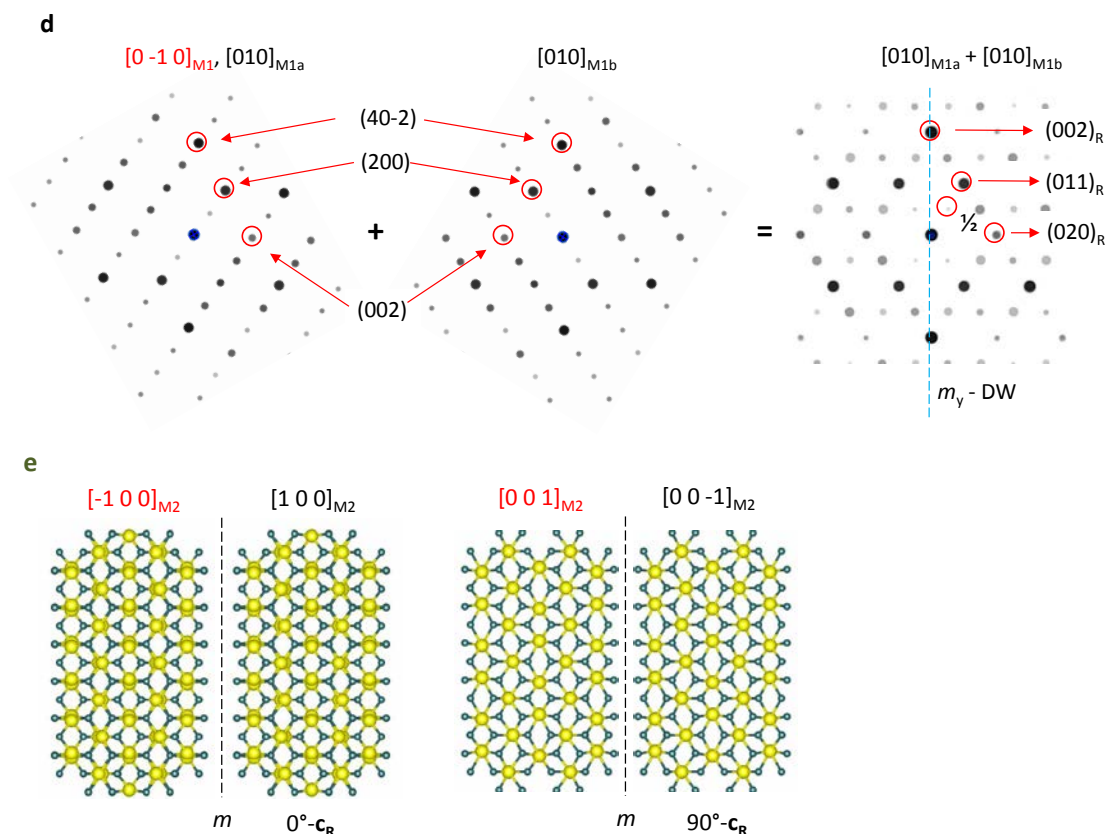 d
[0 -1 0]M1, [010]M1a
[010]M1b
[010]M1a + [010]M1b
(40-2)
(002)R
(200)
(011)R
+
=
½
(020)R
(002)
my - DW
e
[-1 0 0]M2
[1 0 0]M2
[0 0 1]M2
[0 0 -1]M2
m
0°-cR
m
90°-cR